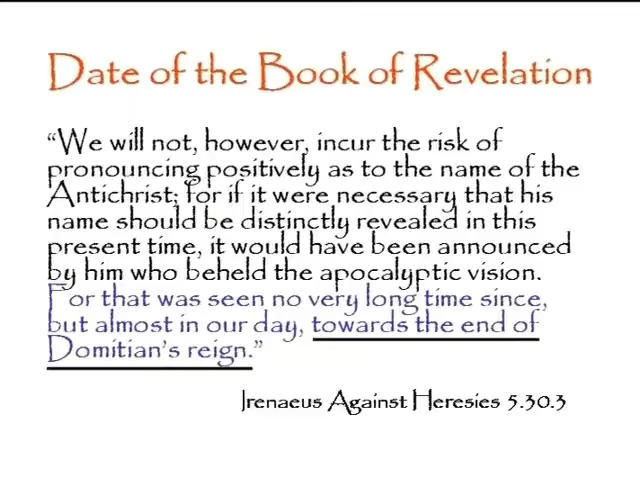 Date of the Book of Revelation
“We will not, however, incur the risk of
pronouncing positively as to the name of the
Antichrist; for if it were necessary that his
name should be distinctly revealed in this
present time, it would have been announced
by him who beheld the apocalyptic vision.
For that was seen no very long time since,
but almost in our day, towards the end of
Domitian’s reign.”
Irenaeus Against Heresies 5.30.3